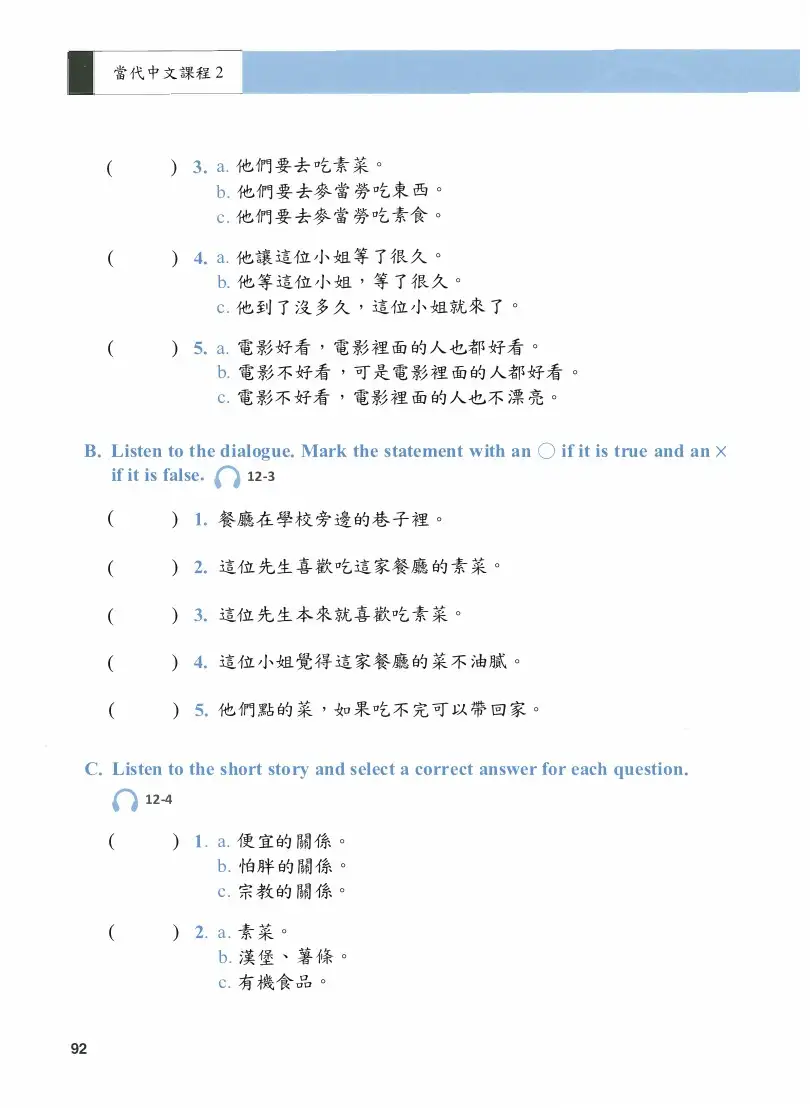 當代中文課程 2
( ) 3. a. 他們要去吃素菜。
b. 他們要去麥當勞吃東西。
c. 他們要去麥當勞吃素食。
( ) 4. a. 他讓這位小姐等了很久。
b. 他等這位小姐，等了很久。
c. 他到了沒多久，這位小姐就來了。
( ) 5. a. 電影好看，電影裡面的人也都好看。
b. 電影不好看，可是電影裡面的人都好看。
c. 電影不好看，電影裡面的人也不漂亮。
B. Listen to the dialogue. Mark the statement with an ○ if it is true and an ×
if it is false. 12-3
( ) 1. 餐廳在學校旁邊的巷子裡。
( ) 2. 這位先生喜歡吃這家餐廳的素菜。
( ) 3. 這位先生本來就喜歡吃素菜。
( ) 4. 這位小姐覺得這家餐廳的菜不油膩。
( ) 5. 他們點的菜，如果吃不完可以帶回家。
C. Listen to the short story and select a correct answer for each question.
12-4
( ) 1. a. 便宜的關係。
b. 怕胖的關係。
c. 宗教的關係。
( ) 2. a. 素菜。
b. 漢堡、薯條。
c. 有機食品。
92